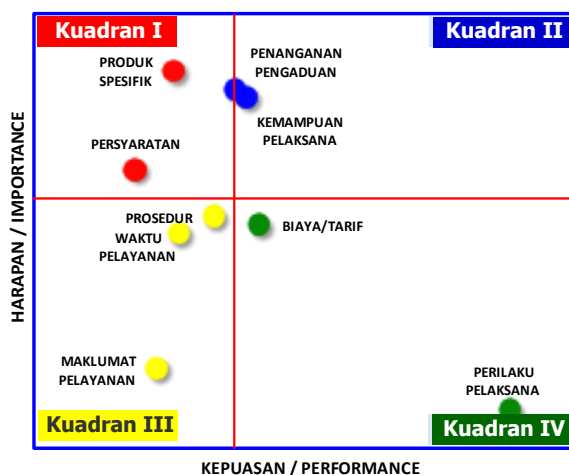 Kuadran I
Kuadran II
PRODUK
SPESIFIK
PENANGANAN
PENGADUAN
KEMAMPUAN
PELAKSANA
PERSYARATAN
HARAPAN / IMPORTANCE
PROSEDUR
WAKTU
PELAYANAN
BIAYA/TARIF
MAKLUMAT
PELAYANAN
PERILAKU
PELAKSANA
Kuadran III
Kuadran IV
KEPUASAN / PERFORMANCE